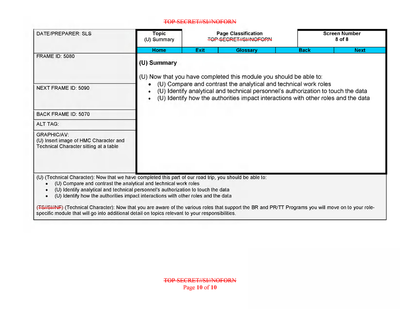 TOP SECRET//SI//NOFORN
DATE/PREPARER: SLS
Topic
(U) Summary
Page Classification
TOP SECRET//SI//NOFORN
Screen Number
8 of 8
Home Exit Glossary Back Next
FRAME ID: 5080
NEXT FRAME ID: 5090
BACK FRAME ID: 5070
ALT TAG:
GRAPHIC/AV:
(U) Insert image of HMC Character and
Technical Character sitting at a table
(U) Summary
(U) Now that you have completed this module you should be able to:
• (U) Compare and contrast the analytical and technical work roles
• (U) Identify analytical and technical personnel's authorization to touch the data
• (U) Identify how the authorities impact interactions with other roles and the data
(U) (Technical Character): Now that we have completed this part of our road trip, you should be able to:
• (U) Compare and contrast the analytical and technical work roles
• (U) Identify analytical and technical personnel's authorization to touch the data
• (U) Identify how the authorities impact interactions with other roles and the data
(TS//SI//NF) (Technical Character): Now that you are aware of the various roles that support the BR and PR/TT Programs you will move on to your role-
specific module that will go into additional detail on topics relevant to your responsibilities.
TOP SECRET//SI//NOFORN
Page 10 of 10